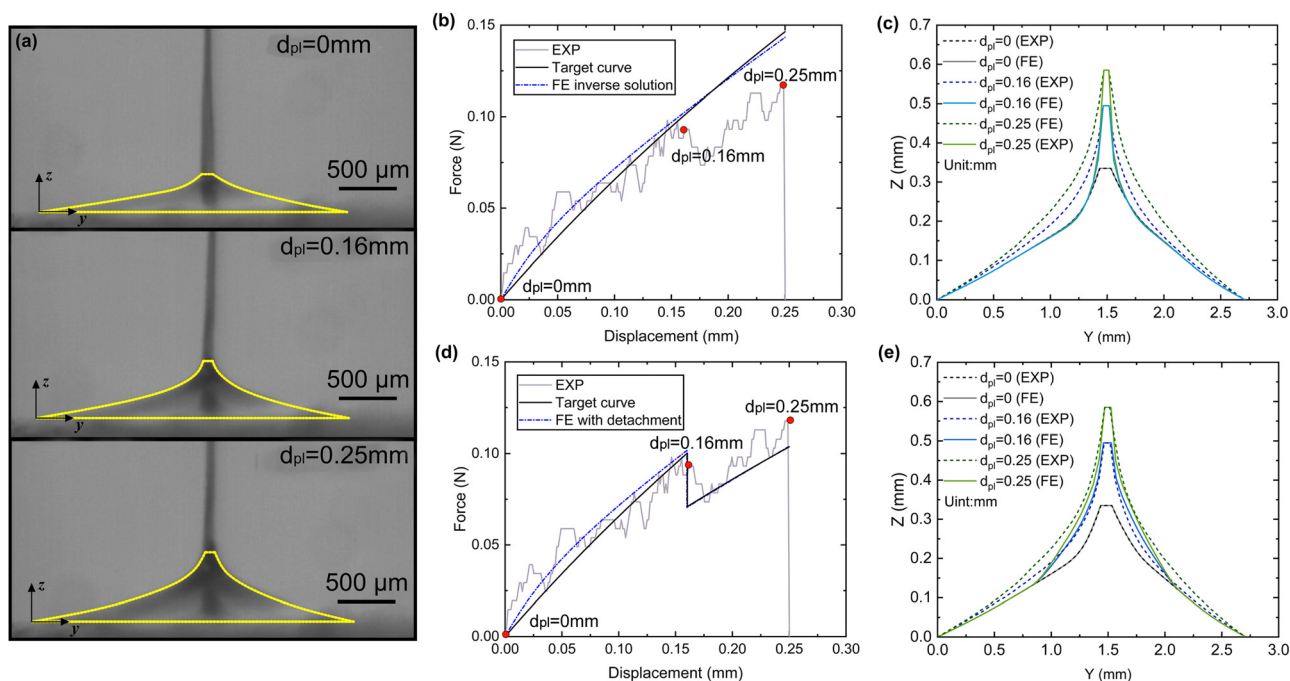 (a)
dpl=0mm
500 µm
z
y
dpl=0.16mm
500 µm
z
y
dpl=0.25mm
500 µm
z
y
(b)
0.15
0.10
0.05
0.00
Force (N)
EXP
Target curve
FE inverse solution
dpl=0.25mm
dpl=0.16mm
dpl=0mm
0.00 0.05 0.10 0.15 0.20 0.25 0.30
Displacement (mm)
(c)
0.7
0.6
0.5
0.4
0.3
0.2
0.1
0.0
Z (mm)
dpl=0 (EXP)
dpl=0 (FE)
dpl=0.16 (EXP)
dpl=0.16 (FE)
dpl=0.25 (FE)
dpl=0.25 (EXP)
Unit:mm
0.0 0.5 1.0 1.5 2.0 2.5 3.0
Y (mm)
(d)
0.15
0.10
0.05
0.00
Force (N)
EXP
Target curve
FE with detachment
dpl=0.25mm
dpl=0.16mm
dpl=0mm
0.00 0.05 0.10 0.15 0.20 0.25 0.30
Displacement (mm)
(e)
0.7
0.6
0.5
0.4
0.3
0.2
0.1
0.0
Z (mm)
dpl=0 (EXP)
dpl=0 (FE)
dpl=0.16 (EXP)
dpl=0.16 (FE)
dpl=0.25 (EXP)
dpl=0.25 (FE)
Uint:mm
0.0 0.5 1.0 1.5 2.0 2.5 3.0
Y (mm)